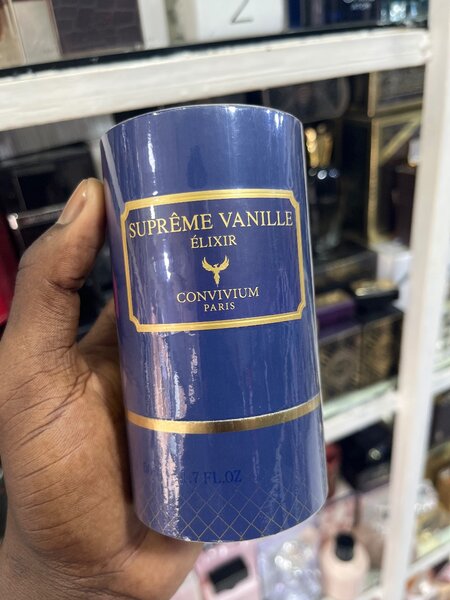 Z
SUPRÊME VANILLE
ÉLIXIR
CONVIVIUM
PARIS
.7 FL.OZ